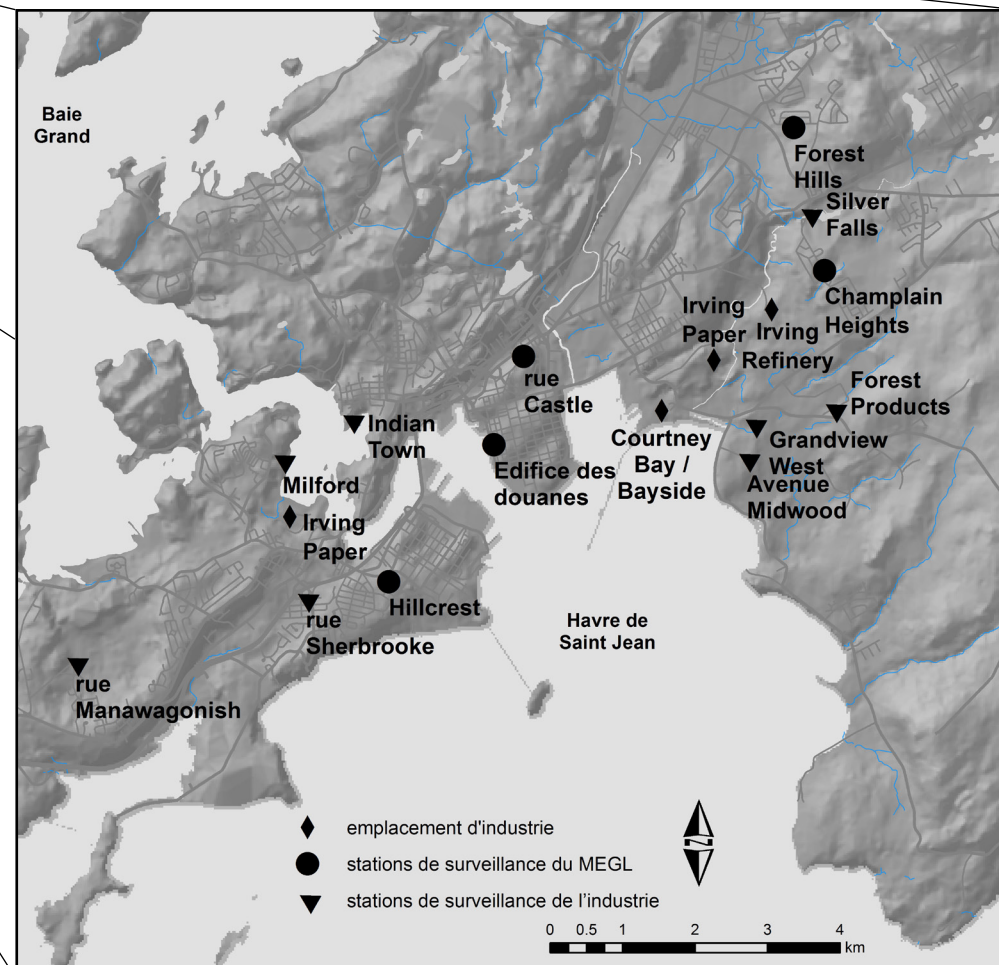 Baie
Grand
Forest
Hills
Silver
Falls
Champlain
Heights
Irving
Paper
Irving
Refinery
rue
Castle
Forest
Products
Indian
Town
Courtney
Bay /
Bayside
Grandview
West
Edifice des
douanes
Milford
Avenue
Midwood
Irving
Paper
Hillcrest
rue
Sherbrooke
Havre de
Saint Jean
rue
Manawagonish
emplacement d'industrie
stations de surveillance du MEGL
stations de surveillance de l’industrie
N
0 0.5 1 2 3 4
km